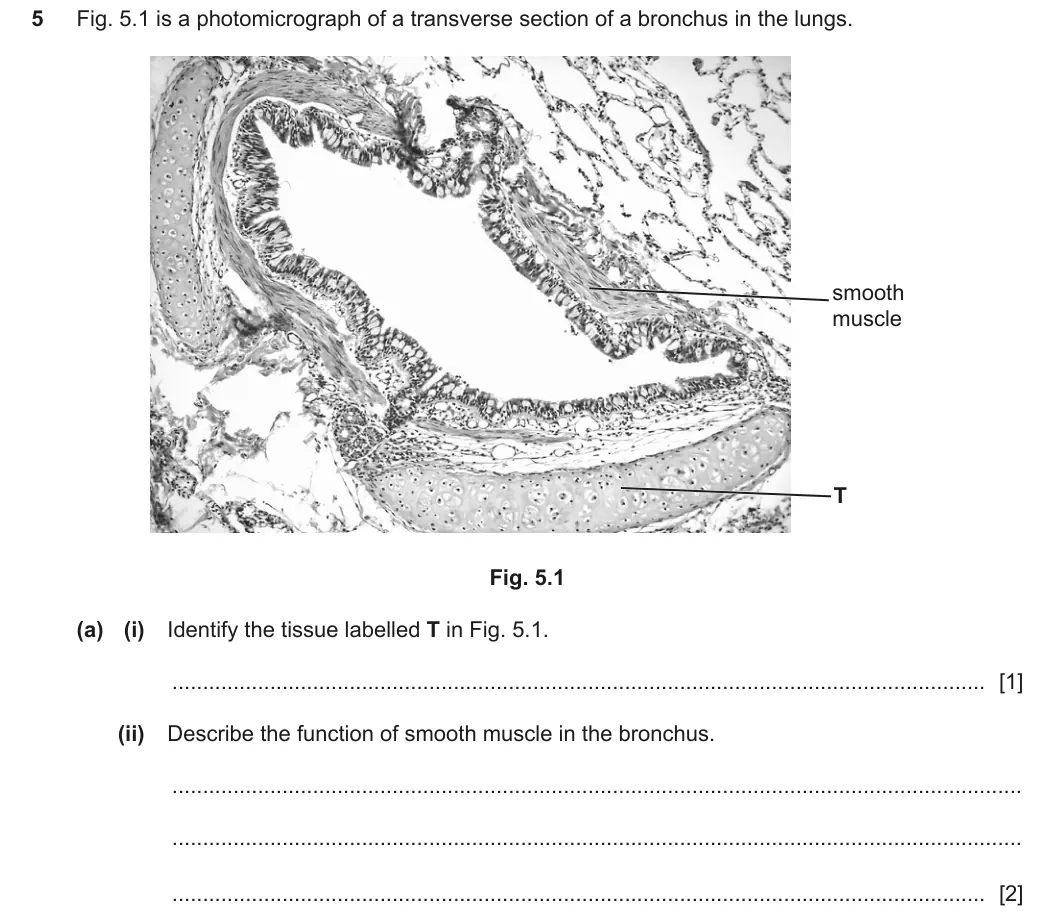 5 Fig. 5.1 is a photomicrograph of a transverse section of a bronchus in the lungs.
smooth
muscle
T
Fig. 5.1
(a) (i) Identify the tissue labelled T in Fig. 5.1.
.......................................................................................................................................... [1]
(ii) Describe the function of smooth muscle in the bronchus.
................................................................................................................................................
................................................................................................................................................
.......................................................................................................................................... [2]